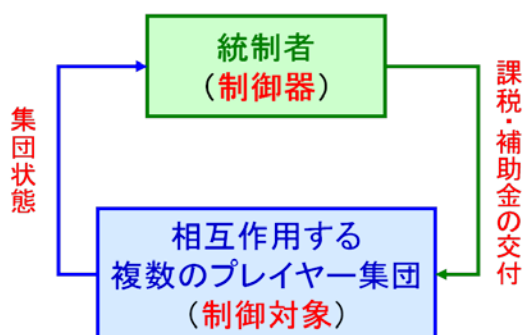 統制者
（制御器）
集団状態
課税・補助金の交付
相互作用する
複数のプレイヤー集団
（制御対象）